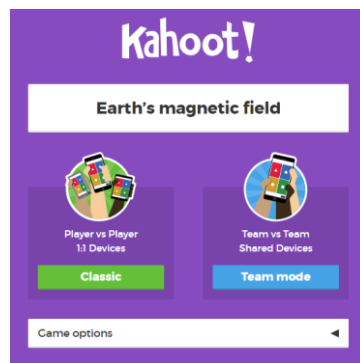 Kahoot!
Earth's magnetic field
Player vs Player
1:1 Devices
Classic
Team vs Team
Shared Devices
Team mode
Game options